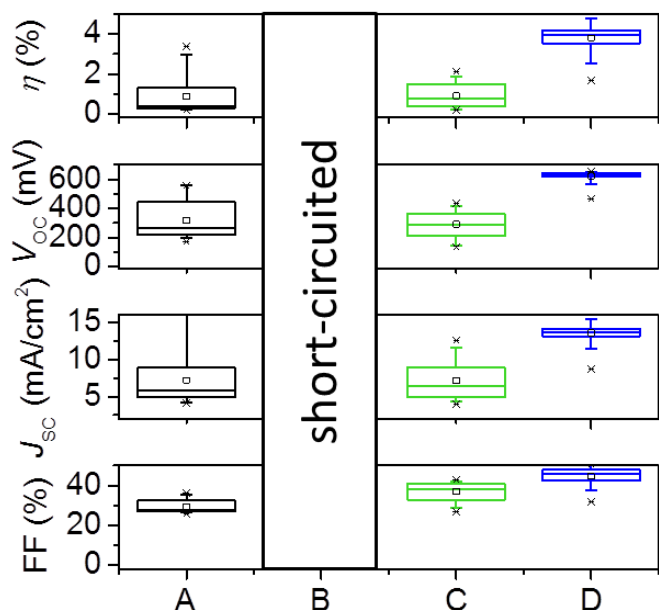 η (%)
4
2
0
V_OC (mV)
600
400
200
0
J_SC (mA/cm²)
15
10
5
FF (%)
40
20
0
short-circuited
A B C D